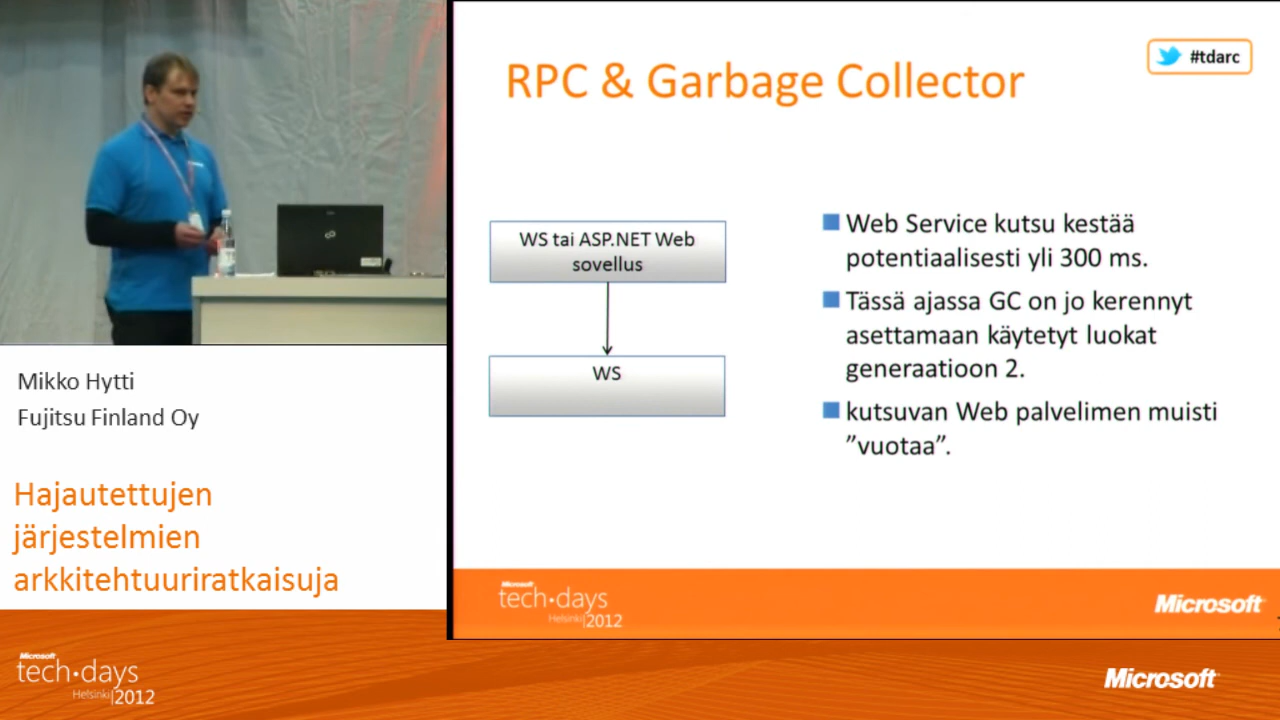 RPC & Garbage Collector
#tdarc
WS tai ASP.NET Web
sovellus
WS
Web Service kutsu kestää
potentiaalisesti yli 300 ms.
Tässä ajassa GC on jo kerennyt
asettamaan käytetyt luokat
generaatioon 2.
kutsuvan Web palvelimen muisti
”vuotaa”.
Microsoft
tech·days
Helsinki|2012
Microsoft
Mikko Hytti
Fujitsu Finland Oy
Hajautettujen
järjestelmien
arkkitehtuuriratkaisuja
Microsoft
tech·days
Helsinki|2012
Microsoft